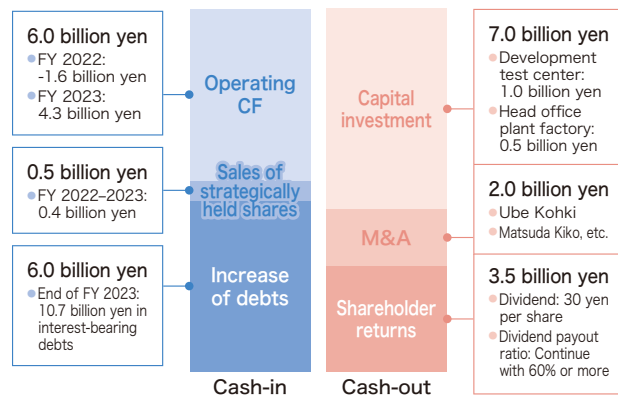 6.0 billion yen
●FY 2022:
-1.6 billion yen
●FY 2023:
4.3 billion yen
0.5 billion yen
●FY 2022–2023:
0.4 billion yen
6.0 billion yen
●End of FY 2023:
10.7 billion yen in
interest-bearing
debts
Operating
CF
Sales of
strategically
held shares
Increase
of debts
Cash-in
Capital
investment
M&A
Shareholder
returns
Cash-out
7.0 billion yen
●Development
test center:
1.0 billion yen
●Head office
plant factory:
0.5 billion yen
2.0 billion yen
●Ube Kohki
●Matsuda Kiko, etc.
3.5 billion yen
●Dividend: 30 yen
per share
●Dividend payout
ratio: Continue
with 60% or more